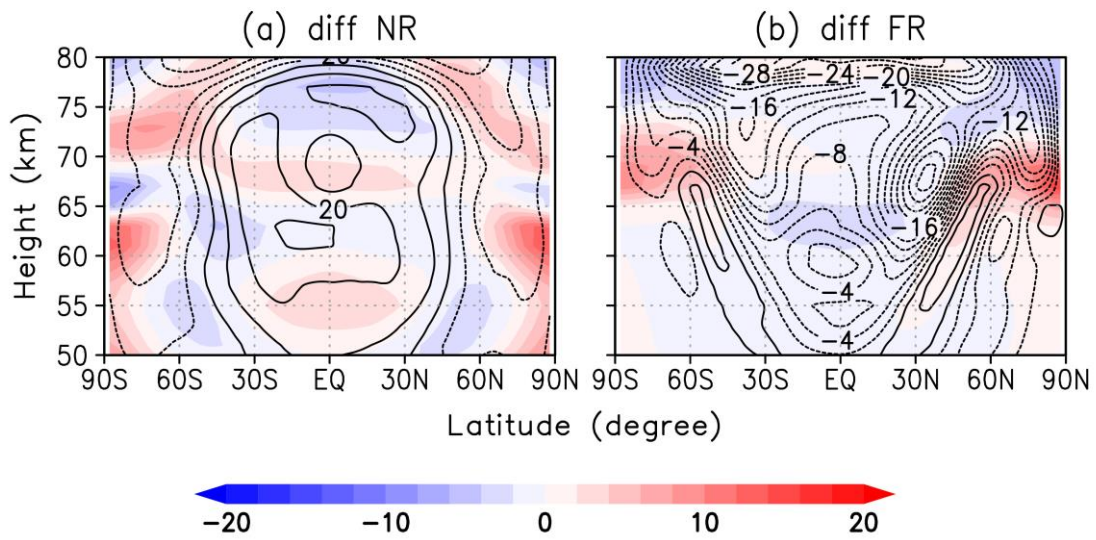 (a) diff NR
(b) diff FR
Height (km)
80
75
70
65
60
55
50
20
20
-28
-24
-20
-16
-12
-12
-4
-8
-16
-4
-4
90S
60S
30S
EQ
30N
60N
90N
90S
60S
30S
EQ
30N
60N
90N
Latitude (degree)
-20
-10
0
10
20